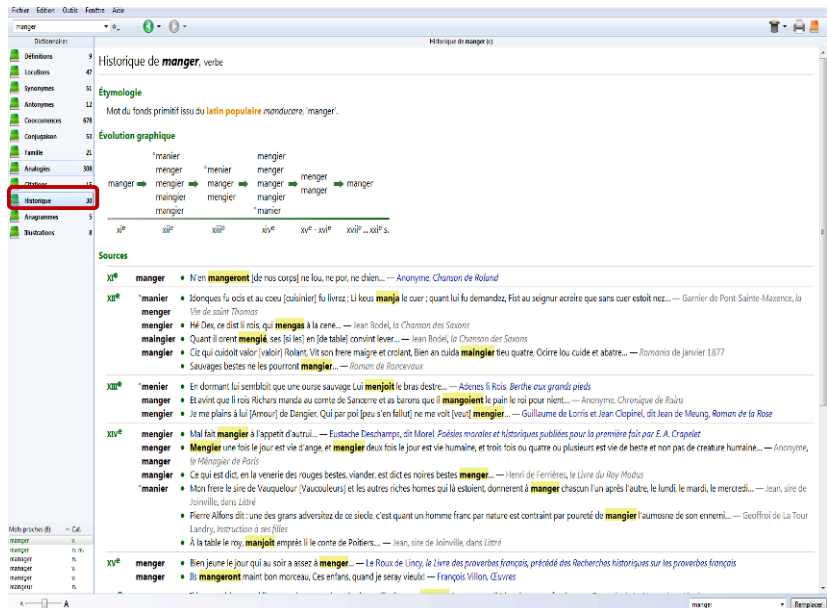 Fichier Edition Outils Fenêtre Aide
manger
Dictionnaires
Historique de manger (v.)
Définitions 9
Locutions 47
Synonymes 51
Antonymes 12
Cooccurrences 678
Conjugaison 53
Famille 21
Analogies 308
Citations 15
Historique 30
Anagrammes 5
Illustrations 8
Historique de manger, verbe
Étymologie
Mot du fonds primitif issu du latin populaire manducare, 'manger'.
Évolution graphique
*manier mengier
menger *menier manger menger
manger ➡ mengier ➡ manger ➡ manger ➡ manger ➡ manger
maingier mengier mangier
mangier *manier
XIe XIIe XIIIe XIVe XVe - XVIe XVIIe .. XXIe s.
Sources
XIe manger • N'en mangeront [de nos corps] ne lou, ne por, ne chien... — Anonyme, Chanson de Roland
XIIe *manier • Idonques fu ocis et au coeu [cuisinier] fu livrez ; Li keus manja le cuer ; quant lui fu demandez, Fist au seignur acreire que sans cuer estoit nez... — Garnier de Pont-Sainte-Maxence, la
menger Vie de saint Thomas
mengier • Hé Dex, ce dist li rois, qui mengas à la cene... — Jean Bodel, la Chanson des Saxons
maingier • Quant il orent mengié, ses [si les] en [de table] convint lever... — Jean Bodel, la Chanson des Saxons
mangier • Ciz qui cuidoit valoir [valoir] Rolant, Vit son frere maigre et crolant, Bien an cuida maingier tieu quatre, Ocirre lou cuide et abatre... — Romania de janvier 1877
• Sauvages bestes ne les pourront mangier... — Roman de Roncevaux
XIIIe *menier • En dormant lui sembloit que une ourse sauvage Lui menjoit le bras destre... — Adenes li Rois, Berthe aux grands pieds
manger • Et avint que li rois Richars manda au comte de Sancerre et as barons que il mangoient le pain le roi pour nient... — Anonyme, Chronique de Rains
mengier • Je me plains à lui [Amour] de Dangier, Qui par poi [peu s'en fallut] ne me volt [veut] mengier... — Guillaume de Lorris et Jean Clopinel, dit Jean de Meung, Roman de la Rose
XIVe mengier • Mal fait mangier à l'appetit d'autrui... — Eustache Deschamps, dit Morel, Poésies morales et historiques publiées pour la première fois par E. A. Crapelet
menger • Mengier une fois le jour est vie d'ange, et mengier deux fois le jour est vie humaine, et trois fois ou quatre ou plusieurs est vie de beste et non pas de creature humaine... — Anonyme,
manger le Ménagier de Paris
mangier • Ce qui est dict, en la venerie des rouges bestes, viander, est dict es noires bestes menger... — Henri de Ferrières, le Livre du Roy Modus
*manier • Mon frere le sire de Vauquelour [Vaucouleurs] et les autres riches homes qui là estoient, donnerent à manger chascun l'un après l'autre, le lundi, le mardi, le mercredi... — Jean, sire de
Joinville, dans Littré
• Pierre Alfons dit : une des grans adversitez de ce siecle, c'est quant un homme franc par nature est contraint par poureté de mangier l'aumosne de son ennemi... — Geoffroi de La Tour
Landry, Instruction à ses filles
• À la table le roy, manjoit emprès li le conte de Poitiers... — Jean, sire de Joinville, dans Littré
XVe menger • Bien jeune le jour qui au soir a assez à menger... — Le Roux de Lincy, le Livre des proverbes français, précédé des Recherches historiques sur les proverbes français
manger • Ils mangeront maint bon morceau, Ces enfans, quand je seray vieulx! — François Villon, Œuvres
Mots proches (6) Cat.
manger v.
manger n. m.
manager n.
manager v.
mangeur n.
A A
manger Remplacer